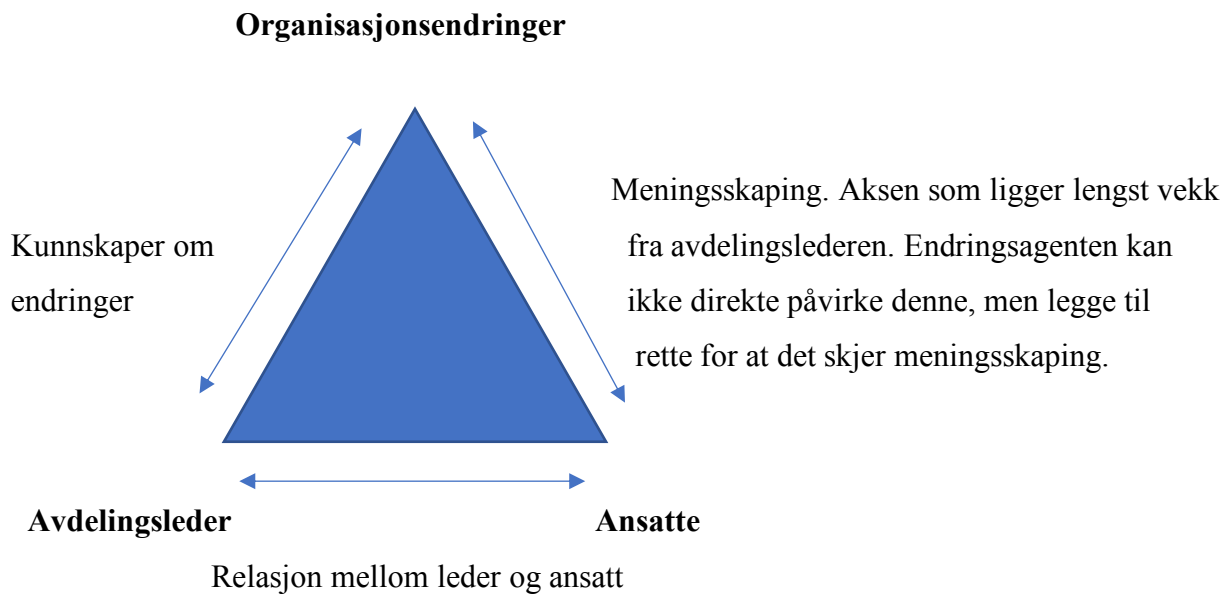 Organisasjonsendringer
Meningsskaping. Aksen som ligger lengst vekk
Kunnskaper om
fra avdelingslederen. Endringsagenten kan
endringer
ikke direkte påvirke denne, men legge til
rette for at det skjer meningsskaping.
Avdelingsleder
Ansatte
Relasjon mellom leder og ansatt